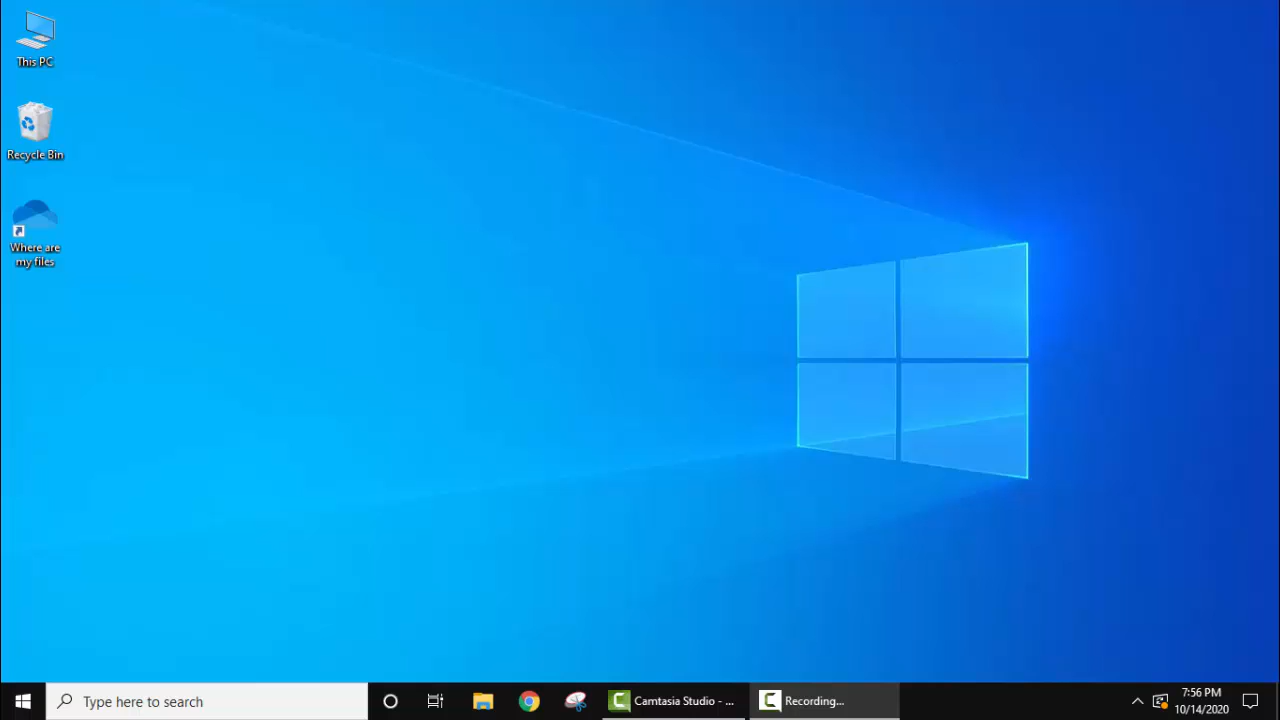 This PC
Recycle Bin
Where are
my files
Type here to search
Camtasia Studio - ...
Recording...
7:56 PM
10/14/2020